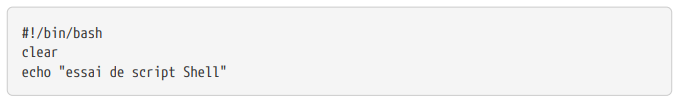 #!/bin/bash
clear
echo "essai de script Shell"